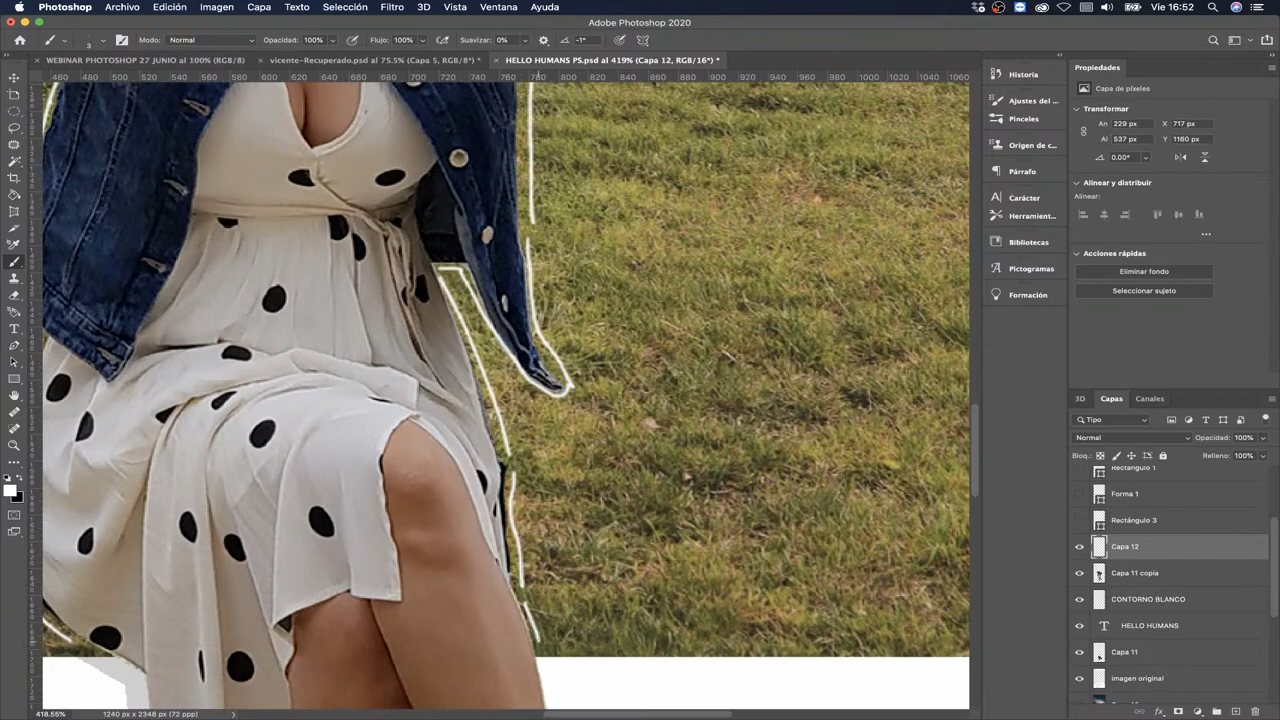 Photoshop Archivo Edición Imagen Capa Texto Selección Filtro 3D Vista Ventana Ayuda
100% Vie 16:52
Adobe Photoshop 2020
3 Modo: Normal Opacidad: 100% Flujo: 100% Suavizar: 0% -1°
WEBINAR PHOTOSHOP 27 JUNIO al 100% (RGB/8) vicente-Recuperado.psd al 75.5% (Capa 5, RGB/8*) * HELLO HUMANS PS.psd al 419% (Capa 12, RGB/16*) *
460 480 500 520 540 560 580 600 620 640 660 680 700 720 740 760 780 800 820 840 860 880 900 920 940 960 980 1000 1020 1040 1060
Historia
Ajustes del ...
Pinceles
Origen de c...
Párrafo
Carácter
Herramient...
Bibliotecas
Pictogramas
Formación
Propiedades
Capa de píxeles
Transformar
An 229 px X 717 px
Al 537 px Y 1160 px
0.00°
Alinear y distribuir
Alinear:
Acciones rápidas
Eliminar fondo
Seleccionar sujeto
3D Capas Canales
Tipo
Normal Opacidad: 100%
Bloq.: Relleno: 100%
Rectángulo 1
Forma 1
Rectángulo 3
Capa 12
Capa 11 copia
CONTORNO BLANCO
T HELLO HUMANS
Capa 11
imagen original
418.55% 1240 px x 2348 px (72 ppp)